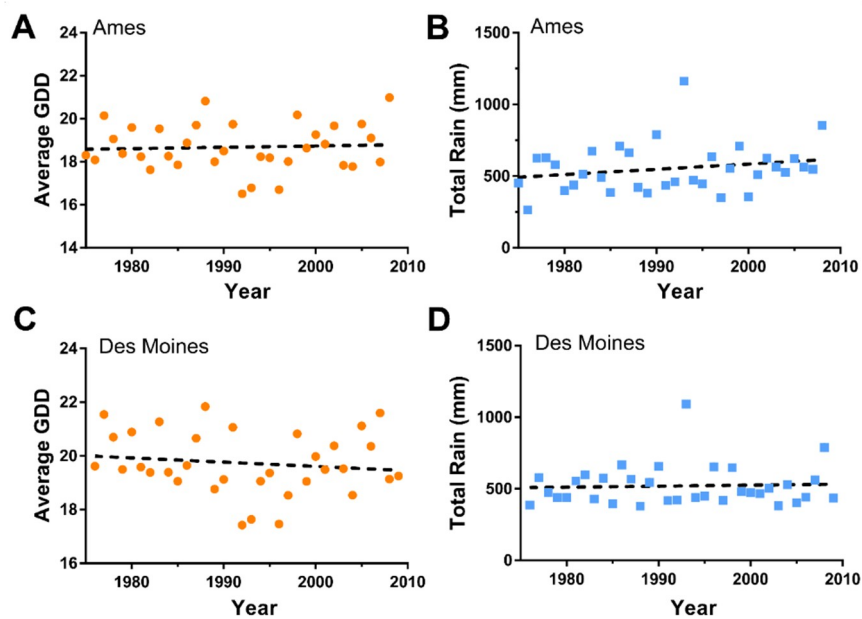 A
Ames
24
22
20
18
16
14
Average GDD
1980
1990
2000
2010
Year
B
Ames
1500
1000
500
0
Total Rain (mm)
1980
1990
2000
2010
Year
C
Des Moines
24
22
20
18
16
Average GDD
1980
1990
2000
2010
Year
D
Des Moines
1500
1000
500
0
Total Rain (mm)
1980
1990
2000
2010
Year